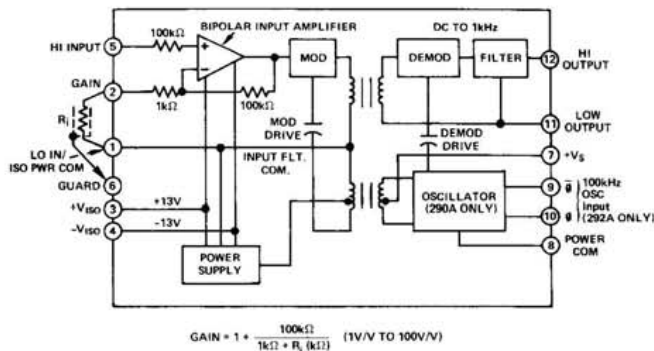 BIPOLAR INPUT AMPLIFIER
DC TO 1kHz
HI INPUT
5
100kΩ
+
−
MOD
DEMOD
FILTER
12
HI
OUTPUT
GAIN
2
1kΩ
100kΩ
MOD
DRIVE
DEMOD
DRIVE
11
LOW
OUTPUT
Ri
LO IN/
ISO PWR COM
1
INPUT FLT.
COM.
7
+VS
GUARD
6
OSCILLATOR
(290A ONLY)
9
ø
100kHz
OSC
Input
(292A ONLY)
10
ø
+VISO
3
+13V
−VISO
4
−13V
8
POWER
COM
POWER
SUPPLY
GAIN = 1 + 100kΩ / 1kΩ + Ri (kΩ) (1V/V TO 100V/V)